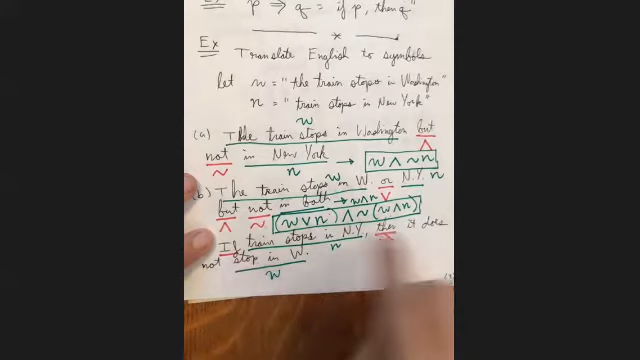 Ex p ⇒ q = if p, then q"
*
Ex Translate English to symbols
Let w = "the train stops in Washington"
n = "train stops in New York"
w
(a) The train stops in Washington but
∧
not in New York → w ∧ ~n
~ n
w
(b) The train stops in W. or N.Y. n
∨
but not in both → w∧n
∧ ~ (w ∨ n) ∧ ~(w ∧ n)
If train stops in N.Y., then it does
n
not stop in W.
w